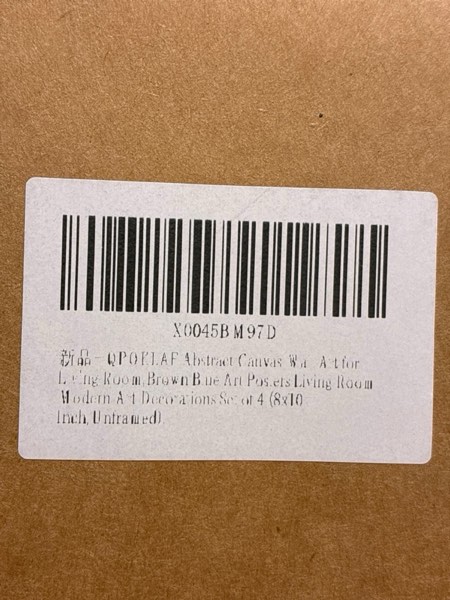 X0045BM97D
新品 - QPOFLAF Abstract Canvas Wall Art for
Living Room, Brown Blue Art Posters Living Room
Modern Art Decorations Set of 4 (8x10
Inch, Unframed)